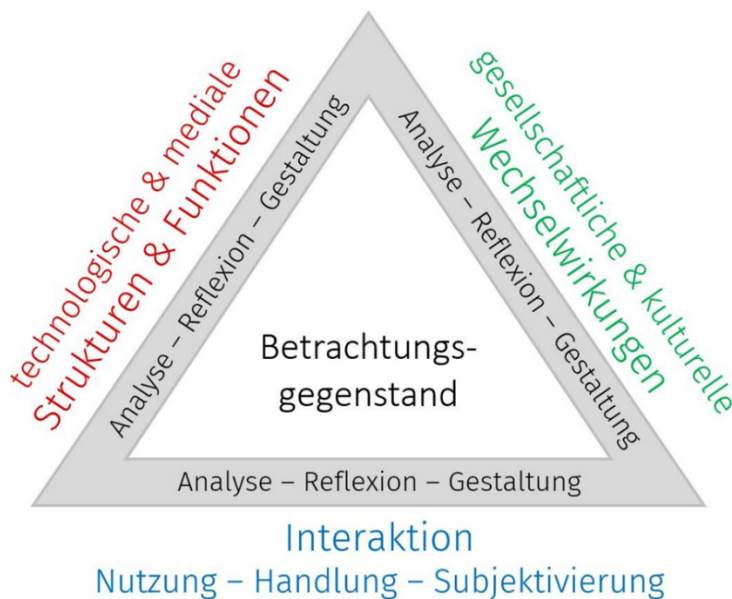 technologische & mediale
Strukturen & Funktionen
Analyse – Reflexion – Gestaltung
gesellschaftliche & kulturelle
Wechselwirkungen
Analyse – Reflexion – Gestaltung
Betrachtungs-
gegenstand
Analyse – Reflexion – Gestaltung
Interaktion
Nutzung – Handlung – Subjektivierung